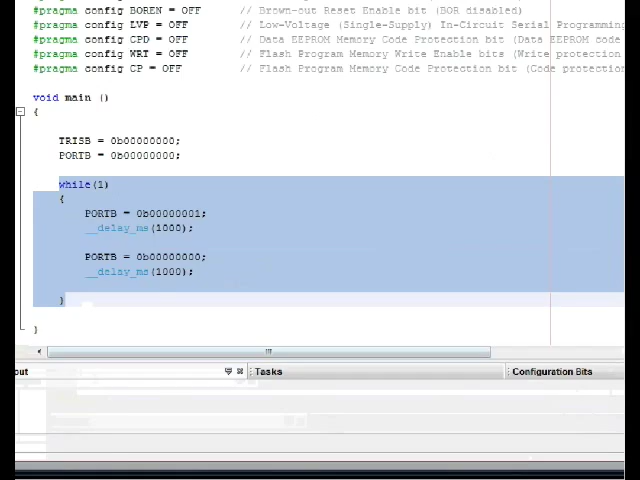 #pragma config BOREN = OFF // Brown-out Reset Enable bit (BOR disabled)
#pragma config LVP = OFF // Low-Voltage (Single-Supply) In-Circuit Serial Programming
#pragma config CPD = OFF // Data EEPROM Memory Code Protection bit (Data EEPROM code
#pragma config WRT = OFF // Flash Program Memory Write Enable bits (Write protection
#pragma config CP = OFF // Flash Program Memory Code Protection bit (Code protection
void main ()
{
TRISB = 0b00000000;
PORTB = 0b00000000;
while(1)
{
PORTB = 0b00000001;
__delay_ms(1000);
PORTB = 0b00000000;
__delay_ms(1000);
}
}
out Tasks Configuration Bits